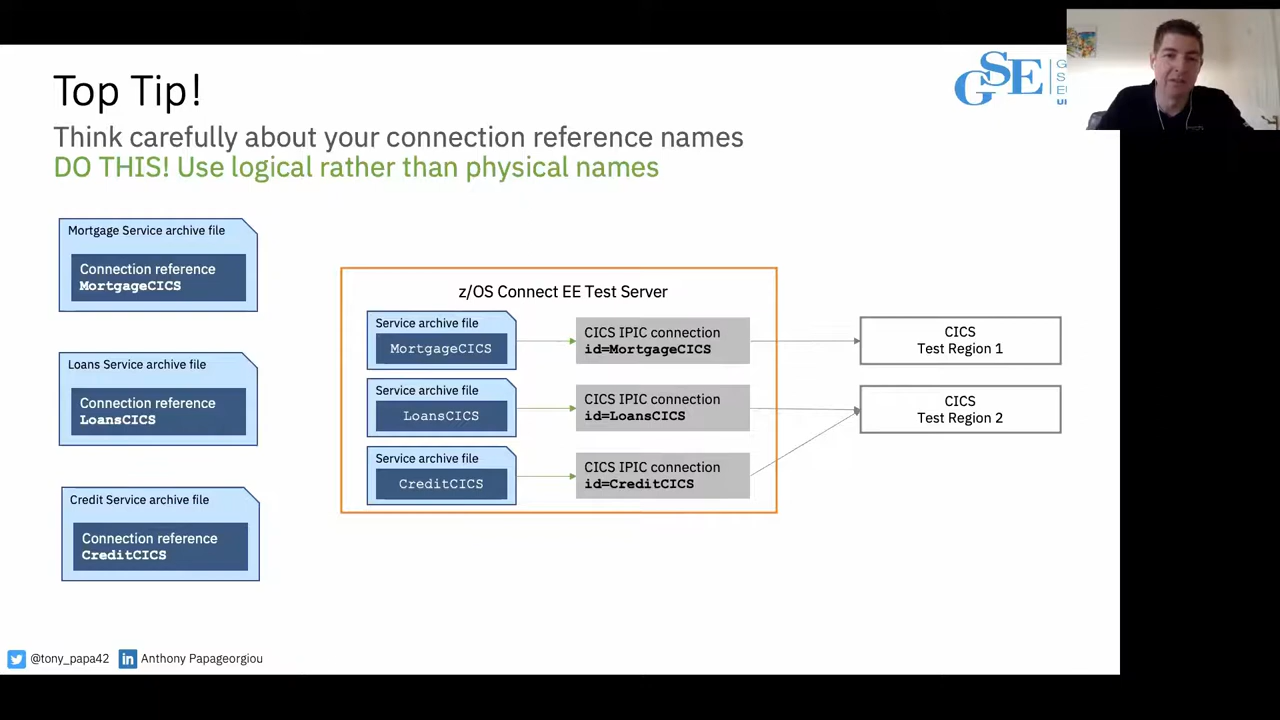 Top Tip!
GSE
Think carefully about your connection reference names
DO THIS! Use logical rather than physical names
Mortgage Service archive file
Connection reference
MortgageCICS
Loans Service archive file
Connection reference
LoansCICS
Credit Service archive file
Connection reference
CreditCICS
z/OS Connect EE Test Server
Service archive file
MortgageCICS
CICS IPIC connection
id=MortgageCICS
Service archive file
LoansCICS
CICS IPIC connection
id=LoansCICS
Service archive file
CreditCICS
CICS IPIC connection
id=CreditCICS
CICS
Test Region 1
CICS
Test Region 2
@tony_papa42
in
Anthony Papageorgiou